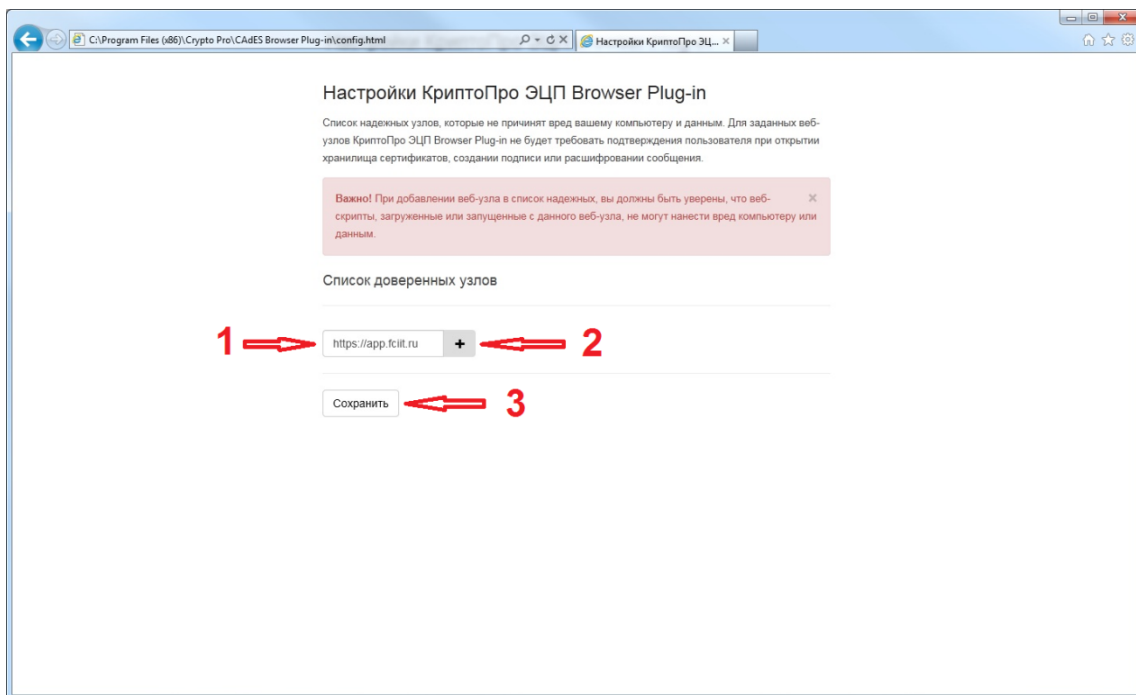 C:\Program Files (x86)\Crypto Pro\CAdES Browser Plug-in\config.html
Настройки КриптоПро ЭЦ...
Настройки КриптоПро ЭЦП Browser Plug-in
Список надежных узлов, которые не причинят вред вашему компьютеру и данным. Для заданных веб-
узлов КриптоПро ЭЦП Browser Plug-in не будет требовать подтверждения пользователя при открытии
хранилища сертификатов, создании подписи или расшифровании сообщения.
Важно! При добавлении веб-узла в список надежных, вы должны быть уверены, что веб-
скрипты, загруженные или запущенные с данного веб-узла, не могут нанести вред компьютеру или
данным.
Список доверенных узлов
1 https://app.fciit.ru + 2
Сохранить 3